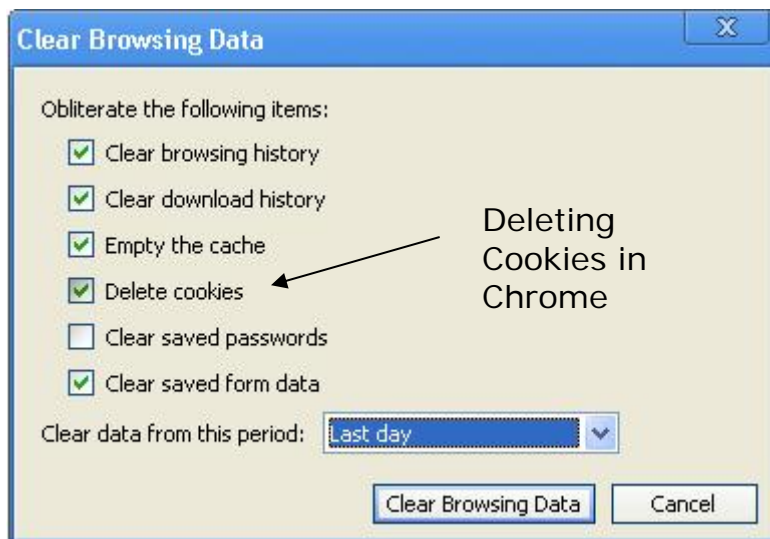 Clear Browsing Data
Obliterate the following items:
Clear browsing history
Clear download history
Empty the cache
Delete cookies
Clear saved passwords
Clear saved form data
Deleting
Cookies in
Chrome
Clear data from this period: Last day
Clear Browsing Data Cancel